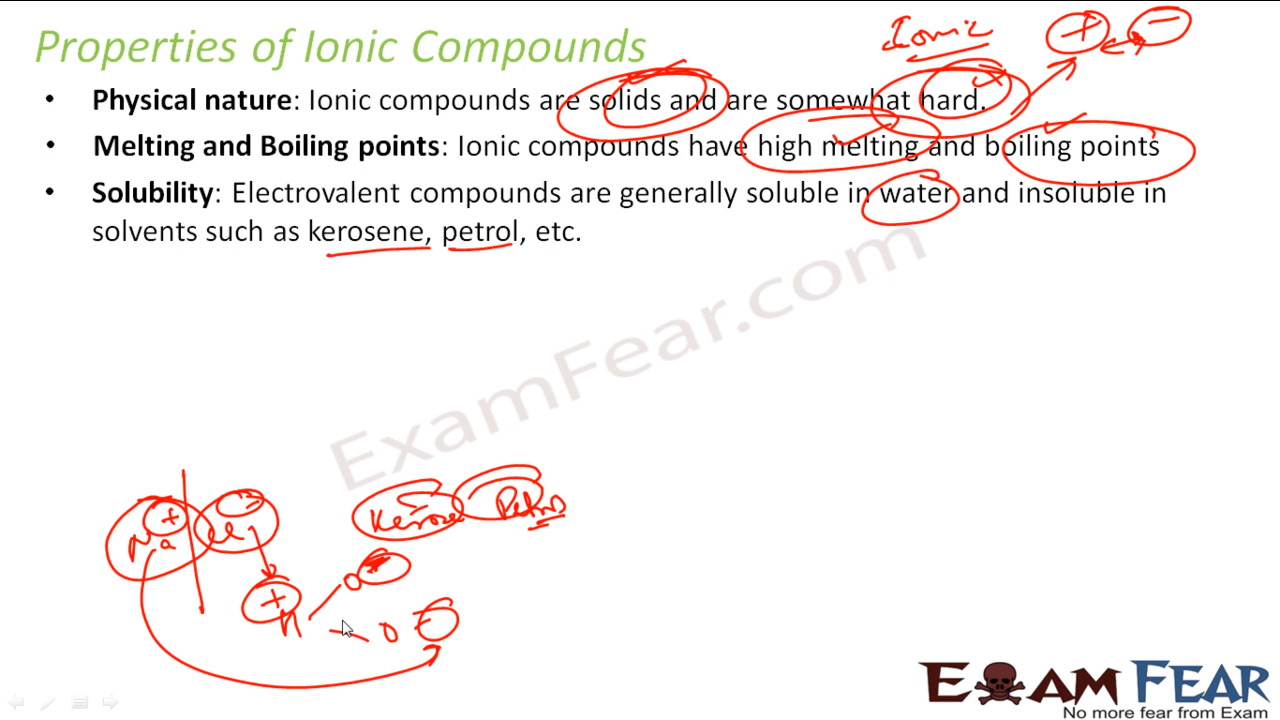 Properties of Ionic Compounds
Ionic + −
• Physical nature: Ionic compounds are solids and are somewhat hard.
• Melting and Boiling points: Ionic compounds have high melting and boiling points
• Solubility: Electrovalent compounds are generally soluble in water and insoluble in
solvents such as kerosene, petrol, etc.
ExamFear.com
Na +
+
H
O
O −
EXAM FEAR
No more fear from Exam